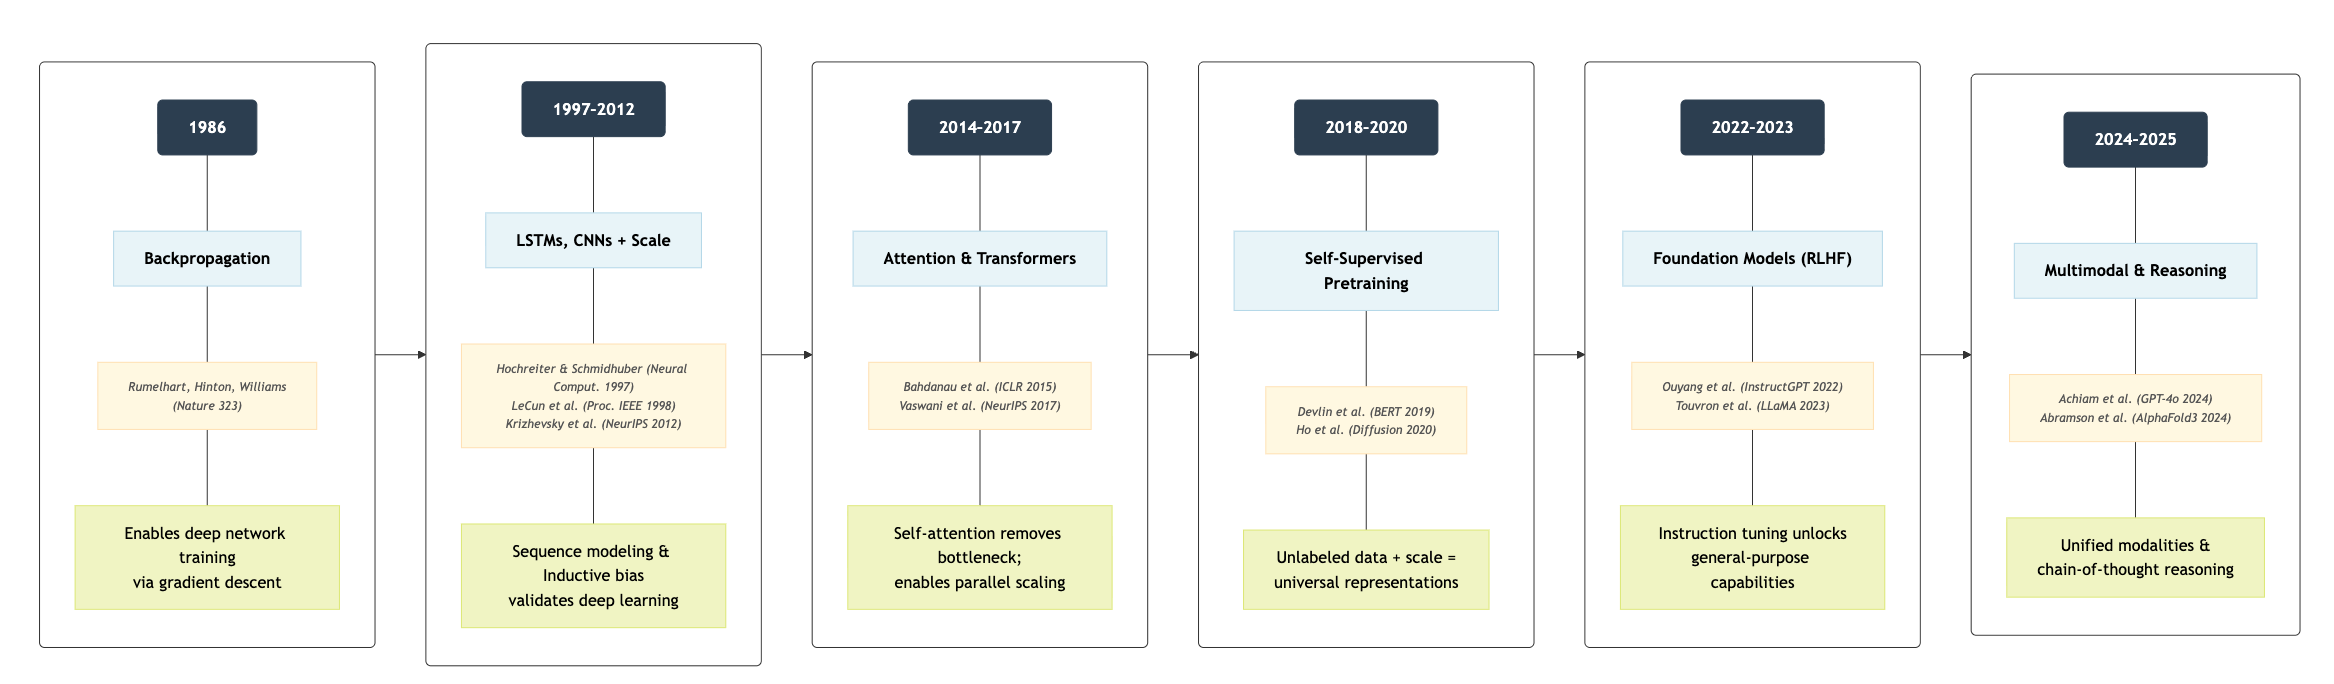 1986
Backpropagation
Rumelhart, Hinton, Williams
(Nature 323)
Enables deep network
training
via gradient descent
1997-2012
LSTMs, CNNs + Scale
Hochreiter & Schmidhuber (Neural
Comput. 1997)
LeCun et al. (Proc. IEEE 1998)
Krizhevsky et al. (NeurIPS 2012)
Sequence modeling &
Inductive bias
validates deep learning
2014-2017
Attention & Transformers
Bahdanau et al. (ICLR 2015)
Vaswani et al. (NeurIPS 2017)
Self-attention removes
bottleneck;
enables parallel scaling
2018-2020
Self-Supervised
Pretraining
Devlin et al. (BERT 2019)
Ho et al. (Diffusion 2020)
Unlabeled data + scale =
universal representations
2022-2023
Foundation Models (RLHF)
Ouyang et al. (InstructGPT 2022)
Touvron et al. (LLaMA 2023)
Instruction tuning unlocks
general-purpose
capabilities
2024-2025
Multimodal & Reasoning
Achiam et al. (GPT-4o 2024)
Abramson et al. (AlphaFold3 2024)
Unified modalities &
chain-of-thought reasoning